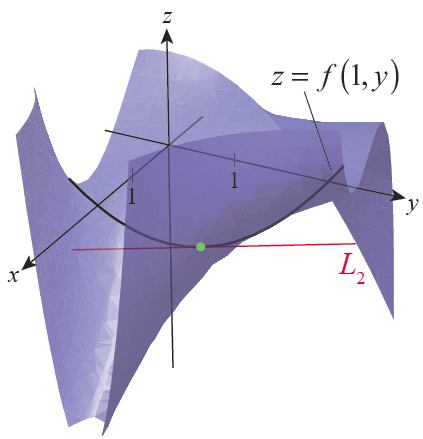 z
z = f(1, y)
1
1
y
x
L₂